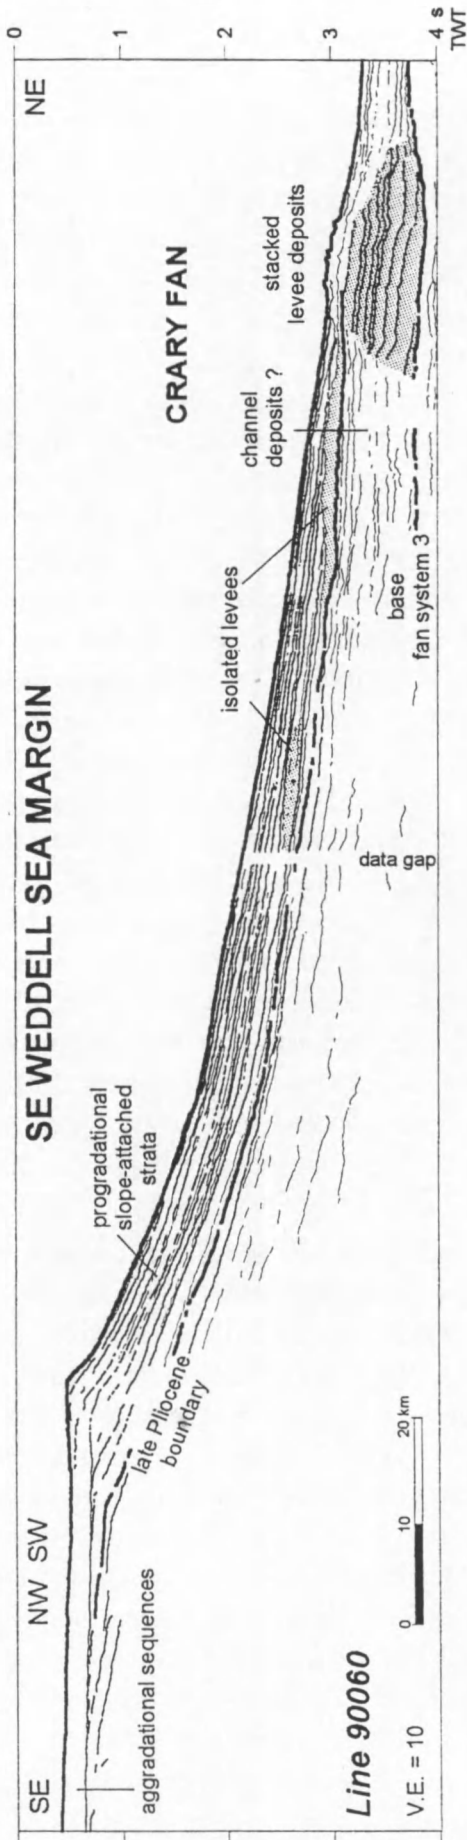 SE WEDDELL SEA MARGIN
SE
NW SW
NE
CRARY FAN
0
1
2
3
4 s
TWT
aggradational sequences
late Pliocene
boundary
progradational
slope-attached
strata
isolated levees
channel
deposits ?
stacked
levee deposits
data gap
base
fan system 3
Line 90060
V.E. = 10
0
10
20 km